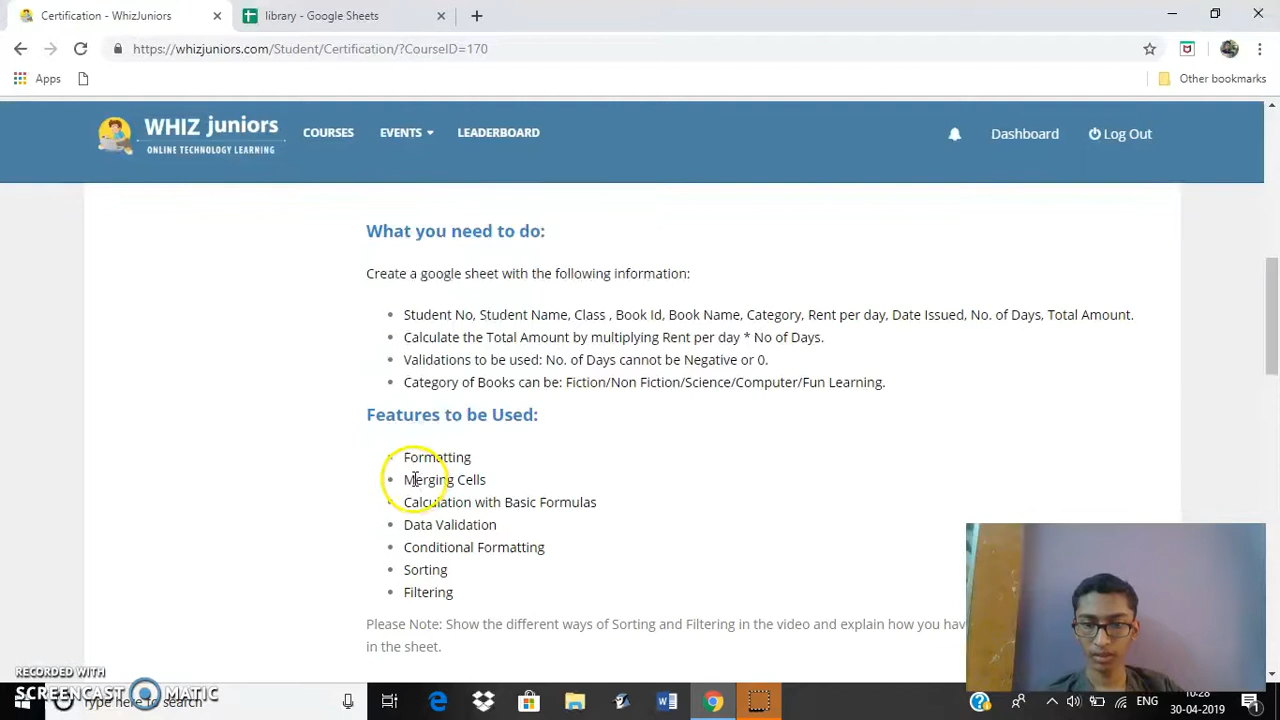 Certification - WhizJuniors
library - Google Sheets
https://whizjuniors.com/Student/Certification/?CourseID=170
Apps
Other bookmarks
WHIZ juniors
ONLINE TECHNOLOGY LEARNING
COURSES
EVENTS
LEADERBOARD
Dashboard
Log Out
What you need to do:
Create a google sheet with the following information:
Student No, Student Name, Class , Book Id, Book Name, Category, Rent per day, Date Issued, No. of Days, Total Amount.
Calculate the Total Amount by multiplying Rent per day * No of Days.
Validations to be used: No. of Days cannot be Negative or 0.
Category of Books can be: Fiction/Non Fiction/Science/Computer/Fun Learning.
Features to be Used:
Formatting
Merging Cells
Calculation with Basic Formulas
Data Validation
Conditional Formatting
Sorting
Filtering
Please Note: Show the different ways of Sorting and Filtering in the video and explain how you hav
in the sheet.
RECORDED WITH
SCREENCAST MATIC
Type here to search
ENG
10:28
30-04-2019